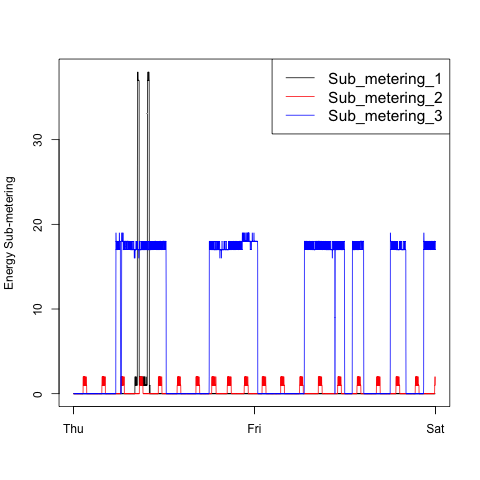 Sub_metering_1
Sub_metering_2
Sub_metering_3
Energy Sub-metering
30
20
10
0
Thu Fri Sat